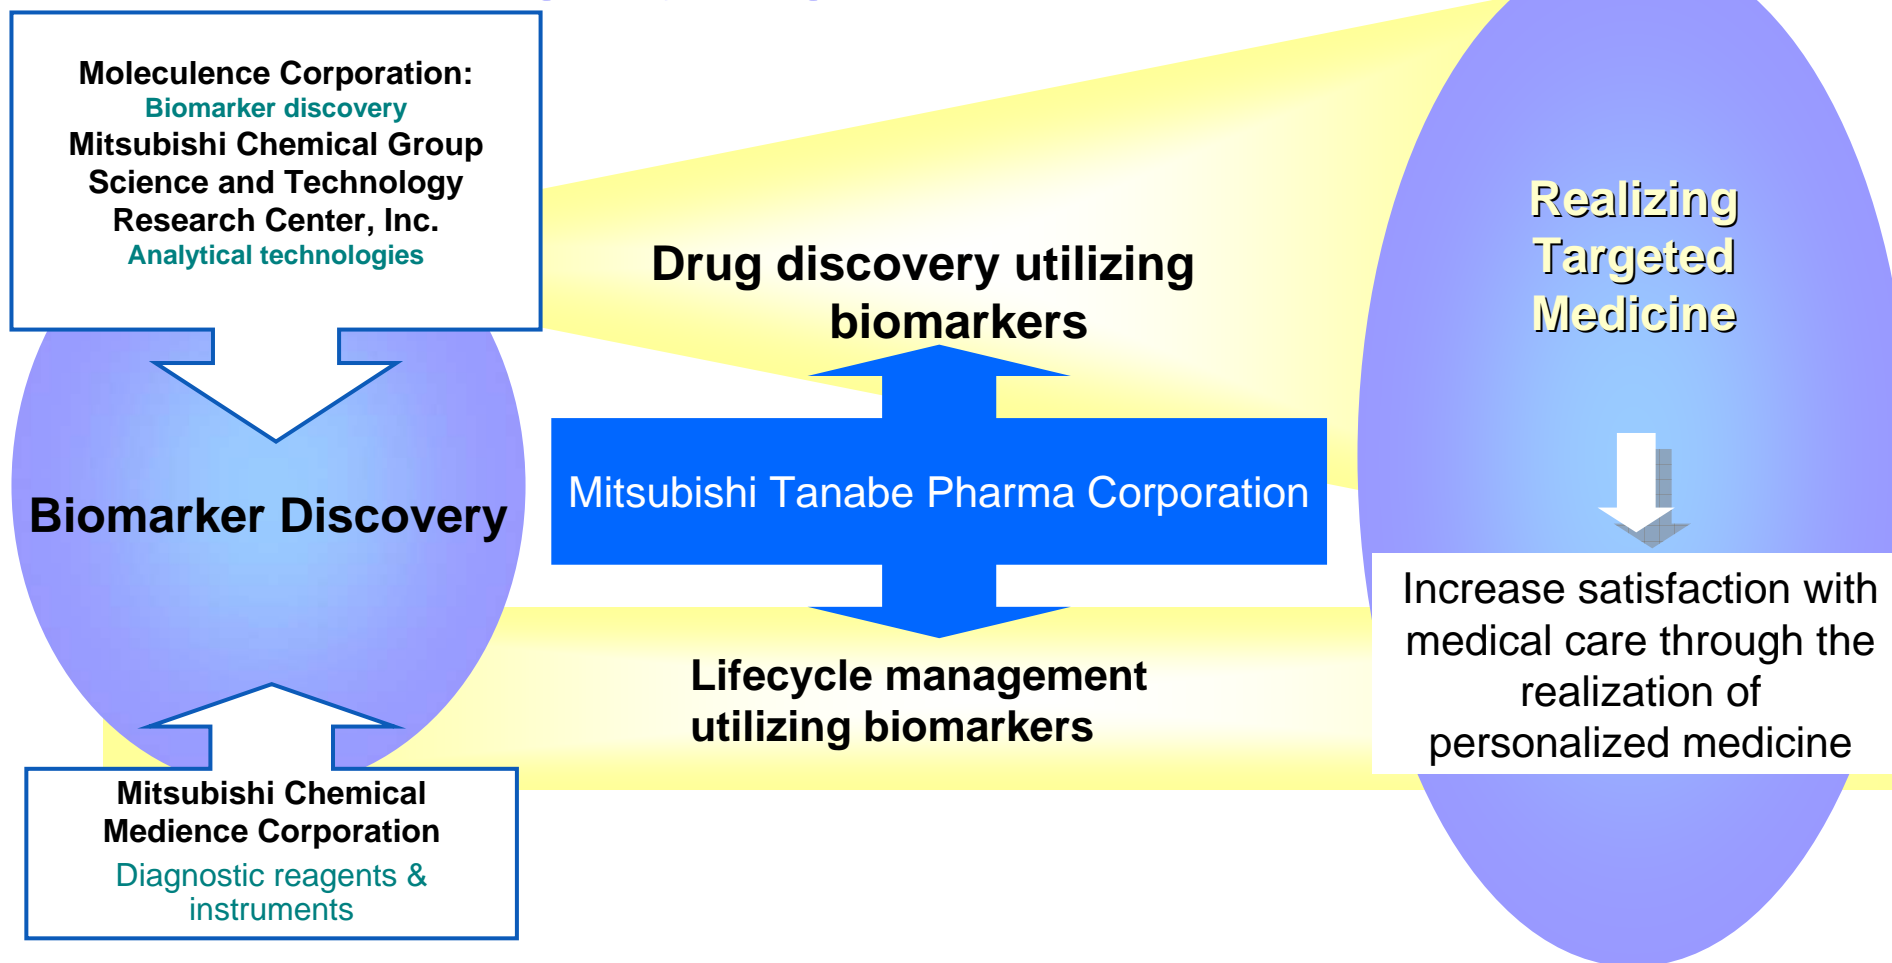 Moleculence Corporation:
Biomarker discovery
Mitsubishi Chemical Group
Science and Technology
Research Center, Inc.
Analytical technologies
Biomarker Discovery
Mitsubishi Chemical
Medience Corporation
Diagnostic reagents &
instruments
Drug discovery utilizing
biomarkers
Mitsubishi Tanabe Pharma Corporation
Lifecycle management
utilizing biomarkers
Realizing
Targeted
Medicine
Increase satisfaction with
medical care through the
realization of
personalized medicine